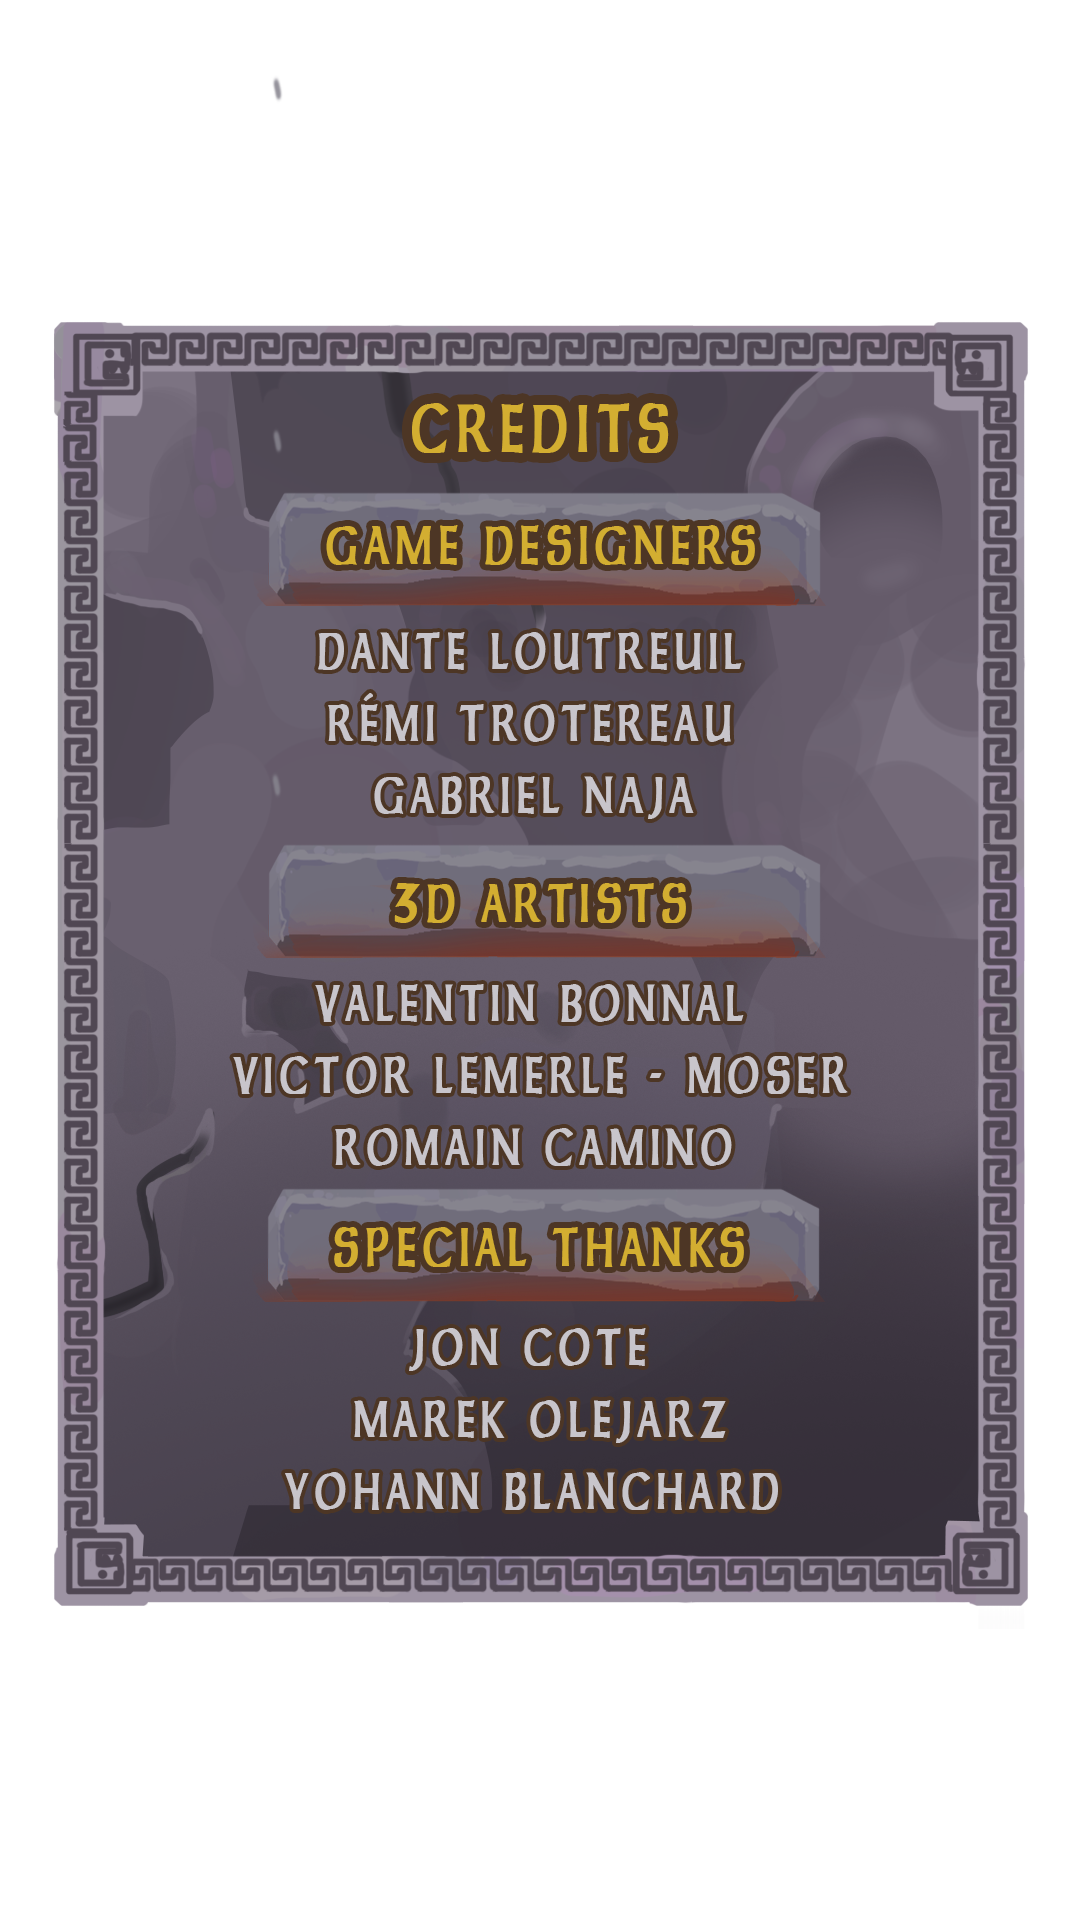 CREDITS
GAME DESIGNERS
DANTE LOUTREUIL
RÉMI TROTEREAU
GABRIEL NAJA
3D ARTISTS
VALENTIN BONNAL
VICTOR LEMERLE - MOSER
ROMAIN CAMINO
SPECIAL THANKS
JON COTE
MAREK OLEJARZ
YOHANN BLANCHARD